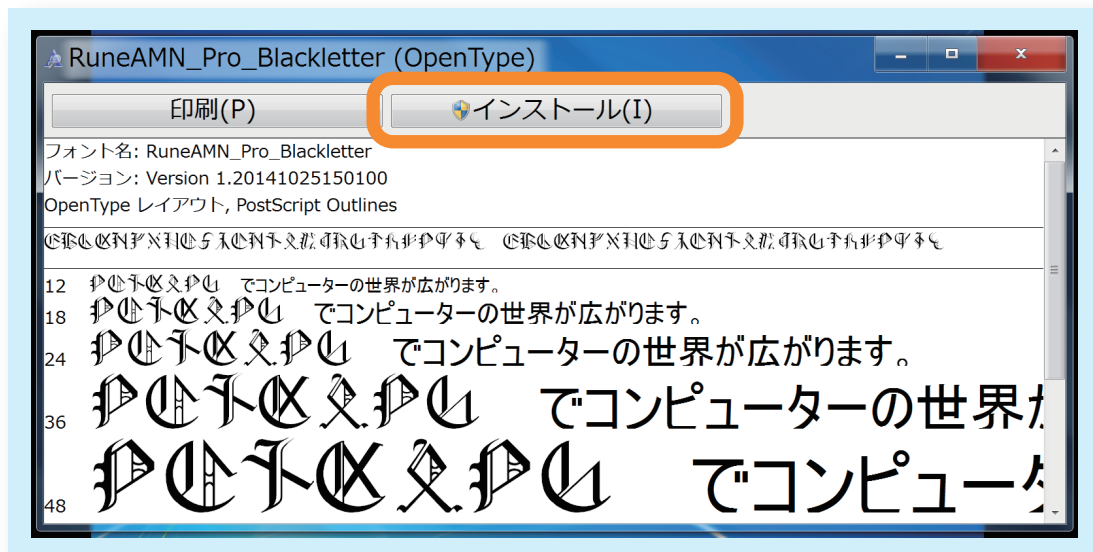 RuneAMN_Pro_Blackletter (OpenType)
印刷(P)
インストール(I)
フォント名: RuneAMN_Pro_Blackletter
バージョン: Version 1.20141025150100
OpenType レイアウト, PostScript Outlines
12 でコンピューターの世界が広がります。
18 でコンピューターの世界が広がります。
24 でコンピューターの世界が広がります。
36 でコンピューターの世界が
48 でコンピュータ